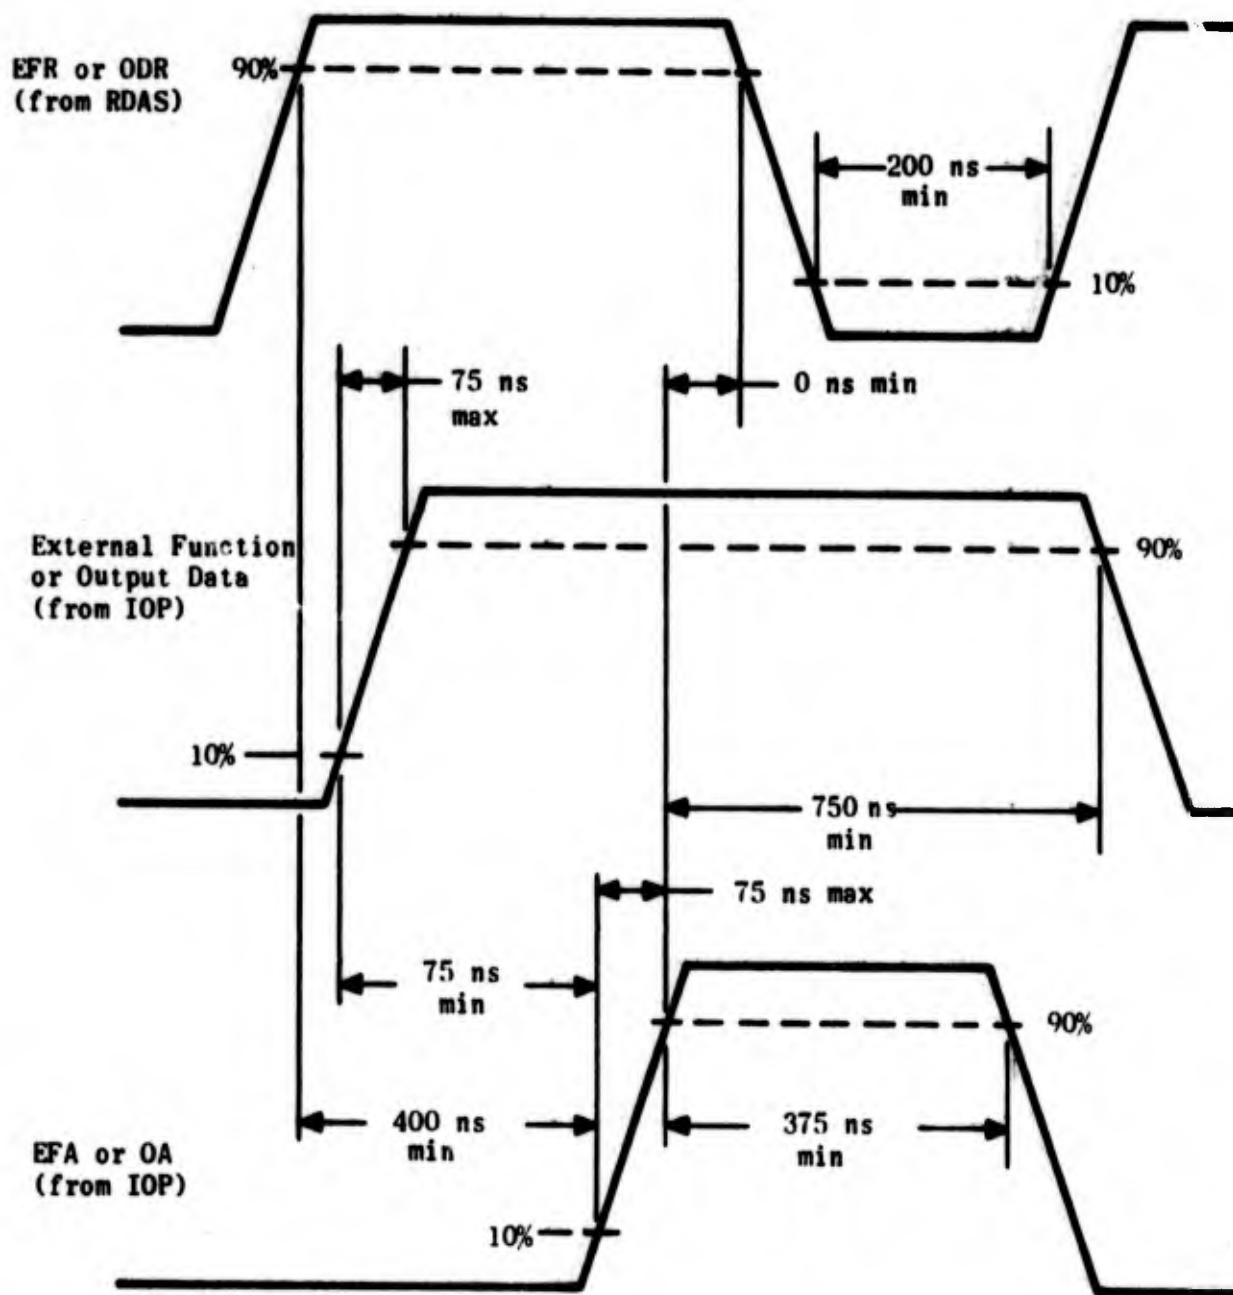 EFR or ODR
(from RDAS)
90%
200 ns
min
10%
75 ns
max
0 ns min
External Function
or Output Data
(from IOP)
90%
10%
750 ns
min
75 ns max
75 ns
min
90%
400 ns
min
375 ns
min
EFA or OA
(from IOP)
10%